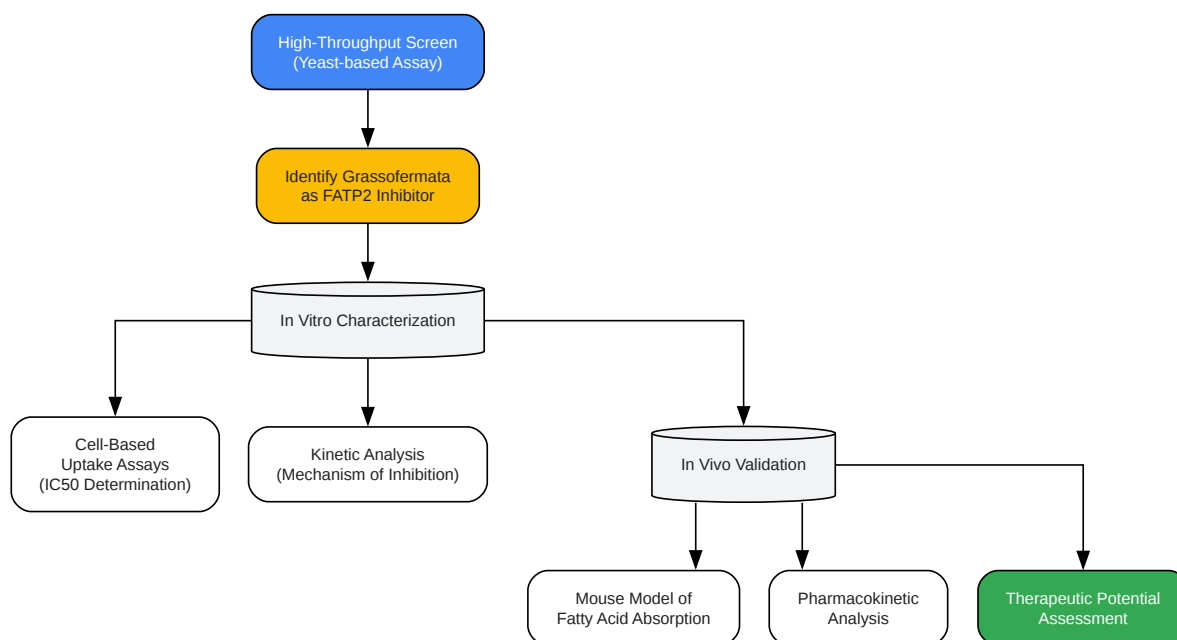 High-Throughput Screen
(Yeast-based Assay)
Identify Grassofermata
as FATP2 Inhibitor
In Vitro Characterization
Cell-Based
Uptake Assays
(IC50 Determination)
Kinetic Analysis
(Mechanism of Inhibition)
In Vivo Validation
Mouse Model of
Fatty Acid Absorption
Pharmacokinetic
Analysis
Therapeutic Potential
Assessment